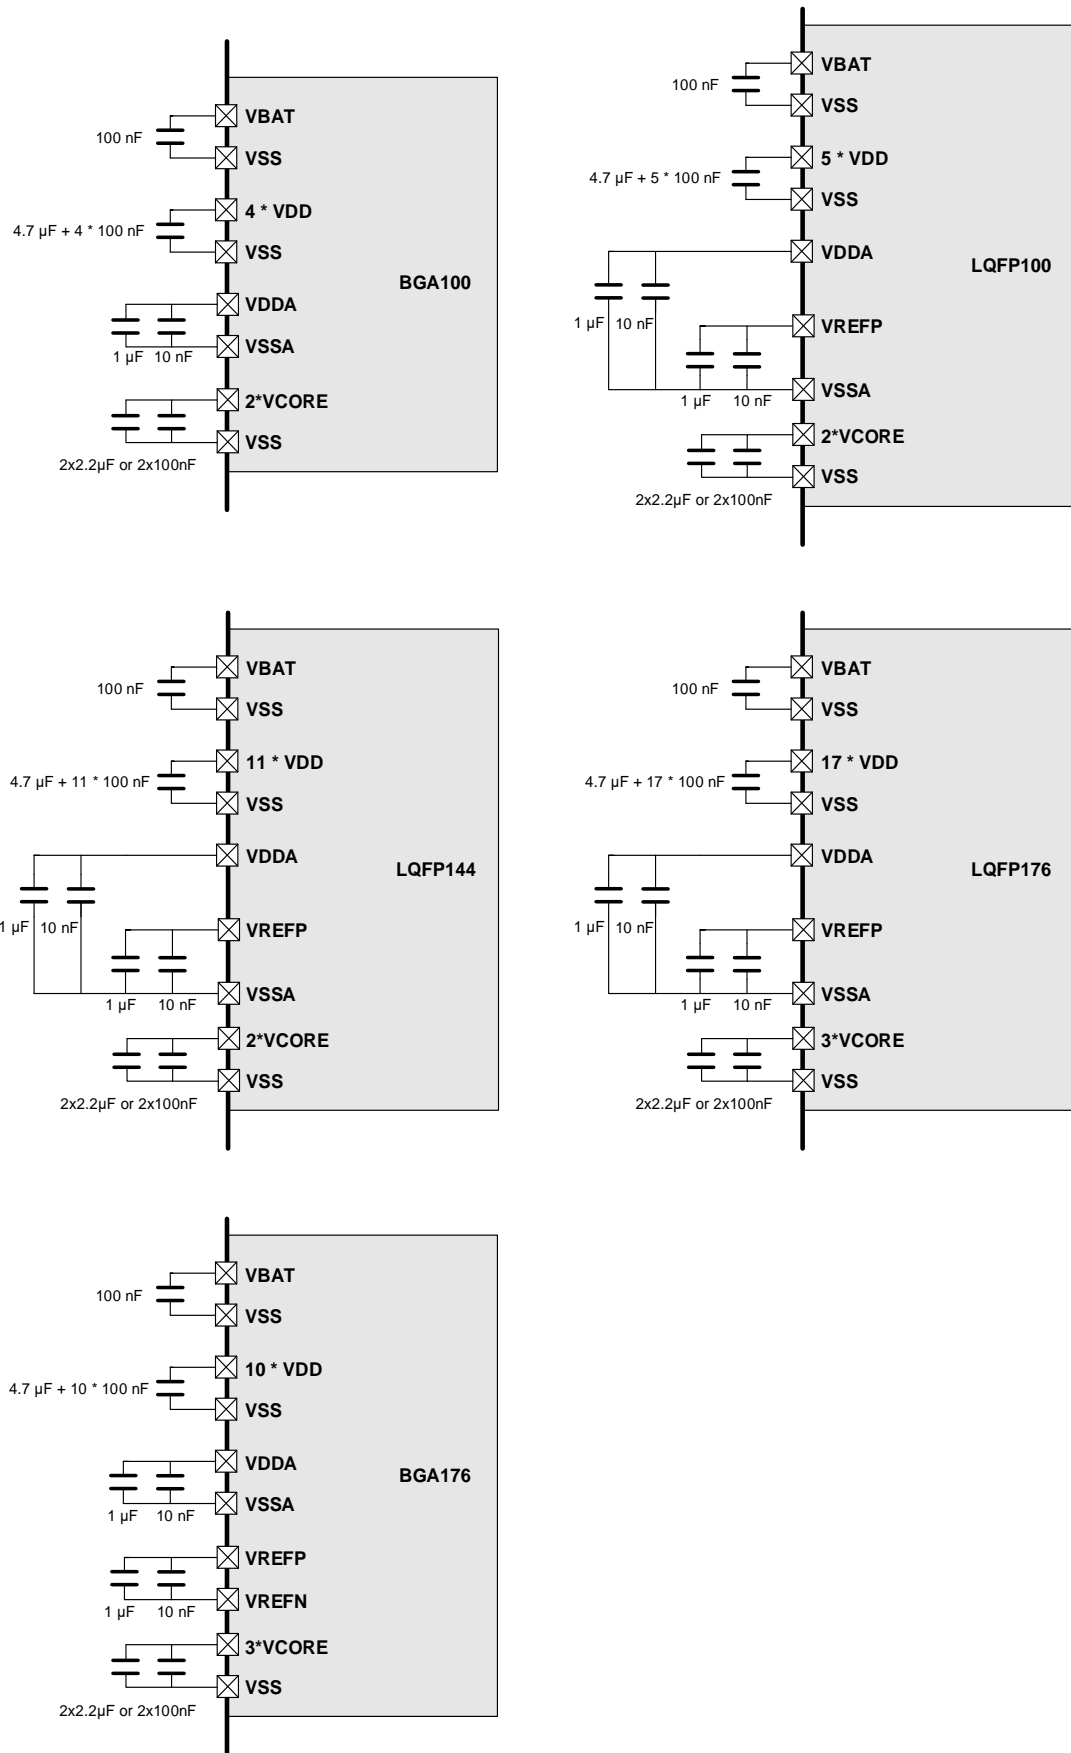 VBAT
100 nF
VSS
4 * VDD
4.7 µF + 4 * 100 nF
VSS
BGA100
VDDA
VSSA
1 µF 10 nF
2*VCORE
VSS
2x2.2µF or 2x100nF
VBAT
100 nF
VSS
5 * VDD
4.7 µF + 5 * 100 nF
VSS
VDDA
LQFP100
1 µF 10 nF
VREFP
VSSA
1 µF 10 nF
2*VCORE
VSS
2x2.2µF or 2x100nF
VBAT
100 nF
VSS
11 * VDD
4.7 µF + 11 * 100 nF
VSS
VDDA
LQFP144
1 µF 10 nF
VREFP
VSSA
1 µF 10 nF
2*VCORE
VSS
2x2.2µF or 2x100nF
VBAT
100 nF
VSS
17 * VDD
4.7 µF + 17 * 100 nF
VSS
VDDA
LQFP176
1 µF 10 nF
VREFP
VSSA
1 µF 10 nF
3*VCORE
VSS
2x2.2µF or 2x100nF
VBAT
100 nF
VSS
10 * VDD
4.7 µF + 10 * 100 nF
VSS
VDDA
BGA176
VSSA
1 µF 10 nF
VREFP
VREFN
1 µF 10 nF
3*VCORE
VSS
2x2.2µF or 2x100nF